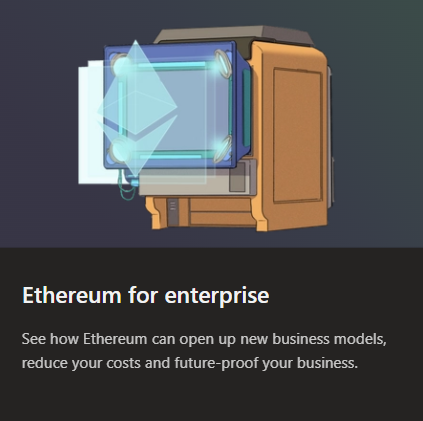 Ethereum for enterprise
See how Ethereum can open up new business models,
reduce your costs and future-proof your business.